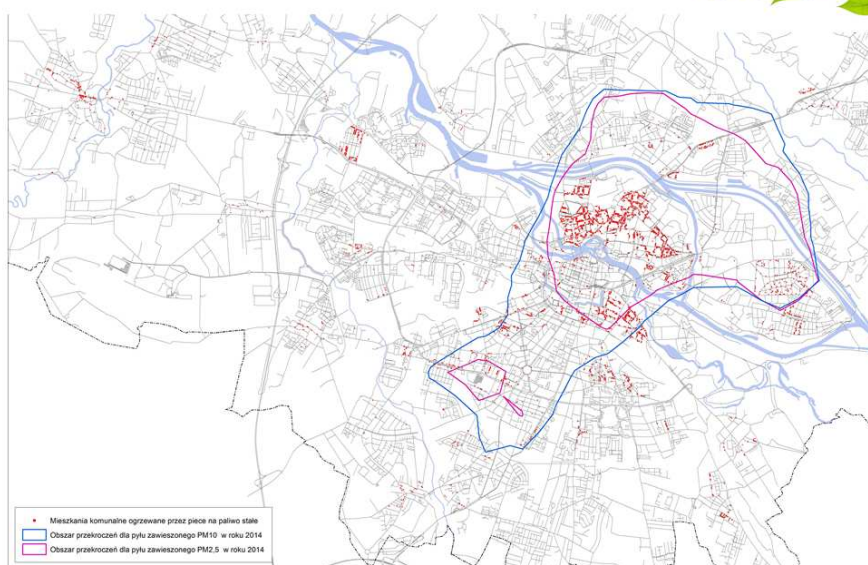 Mieszkania komunalne ogrzewane przez piece na paliwo stałe
Obszar przekroczeń dla pyłu zawieszonego PM10 w roku 2014
Obszar przekroczeń dla pyłu zawieszonego PM2,5 w roku 2014